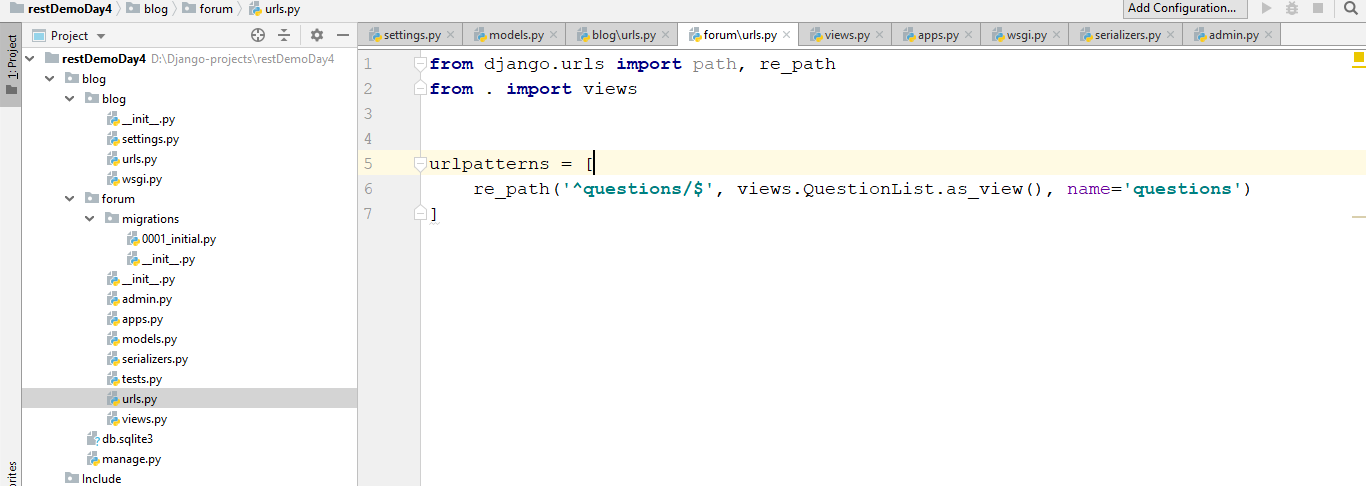 restDemoDay4 blog forum urls.py
Add Configuration...
1: Project
Project
settings.py models.py blog\urls.py forum\urls.py views.py apps.py wsgi.py serializers.py admin.py
restDemoDay4 D:\Django-projects\restDemoDay4
blog
blog
__init__.py
settings.py
urls.py
wsgi.py
forum
migrations
0001_initial.py
__init__.py
__init__.py
admin.py
apps.py
models.py
serializers.py
tests.py
urls.py
views.py
db.sqlite3
manage.py
Include
1 from django.urls import path, re_path
2 from . import views
3
4
5 urlpatterns = [
6 re_path('^questions/$', views.QuestionList.as_view(), name='questions')
7 ]